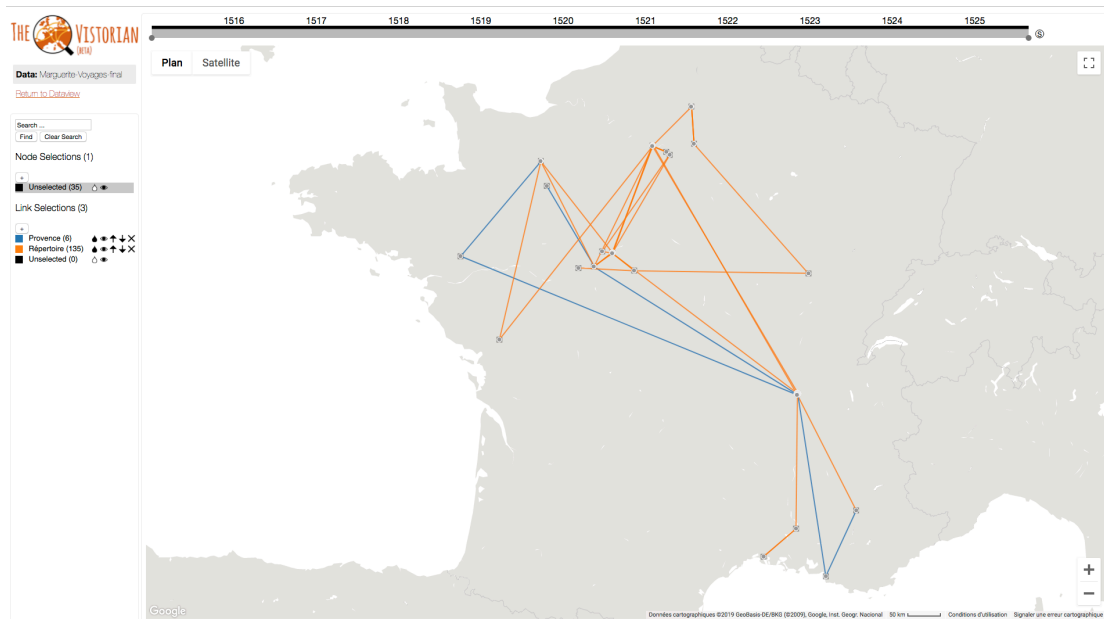 THE VISTORIAN
(BETA)
Data: Marguerite-Voyages-final
Return to Dataview
Search ...
Find Clear Search
Node Selections (1)
+
Unselected (35)
Link Selections (3)
+
Provence (6)
Répertoire (135)
Unselected (0)
1516 1517 1518 1519 1520 1521 1522 1523 1524 1525
S
Plan Satellite
+
−
Google
Données cartographiques ©2019 GeoBasis-DE/BKG (©2009), Google, Inst. Geogr. Nacional 50 km Conditions d'utilisation Signaler une erreur cartographique